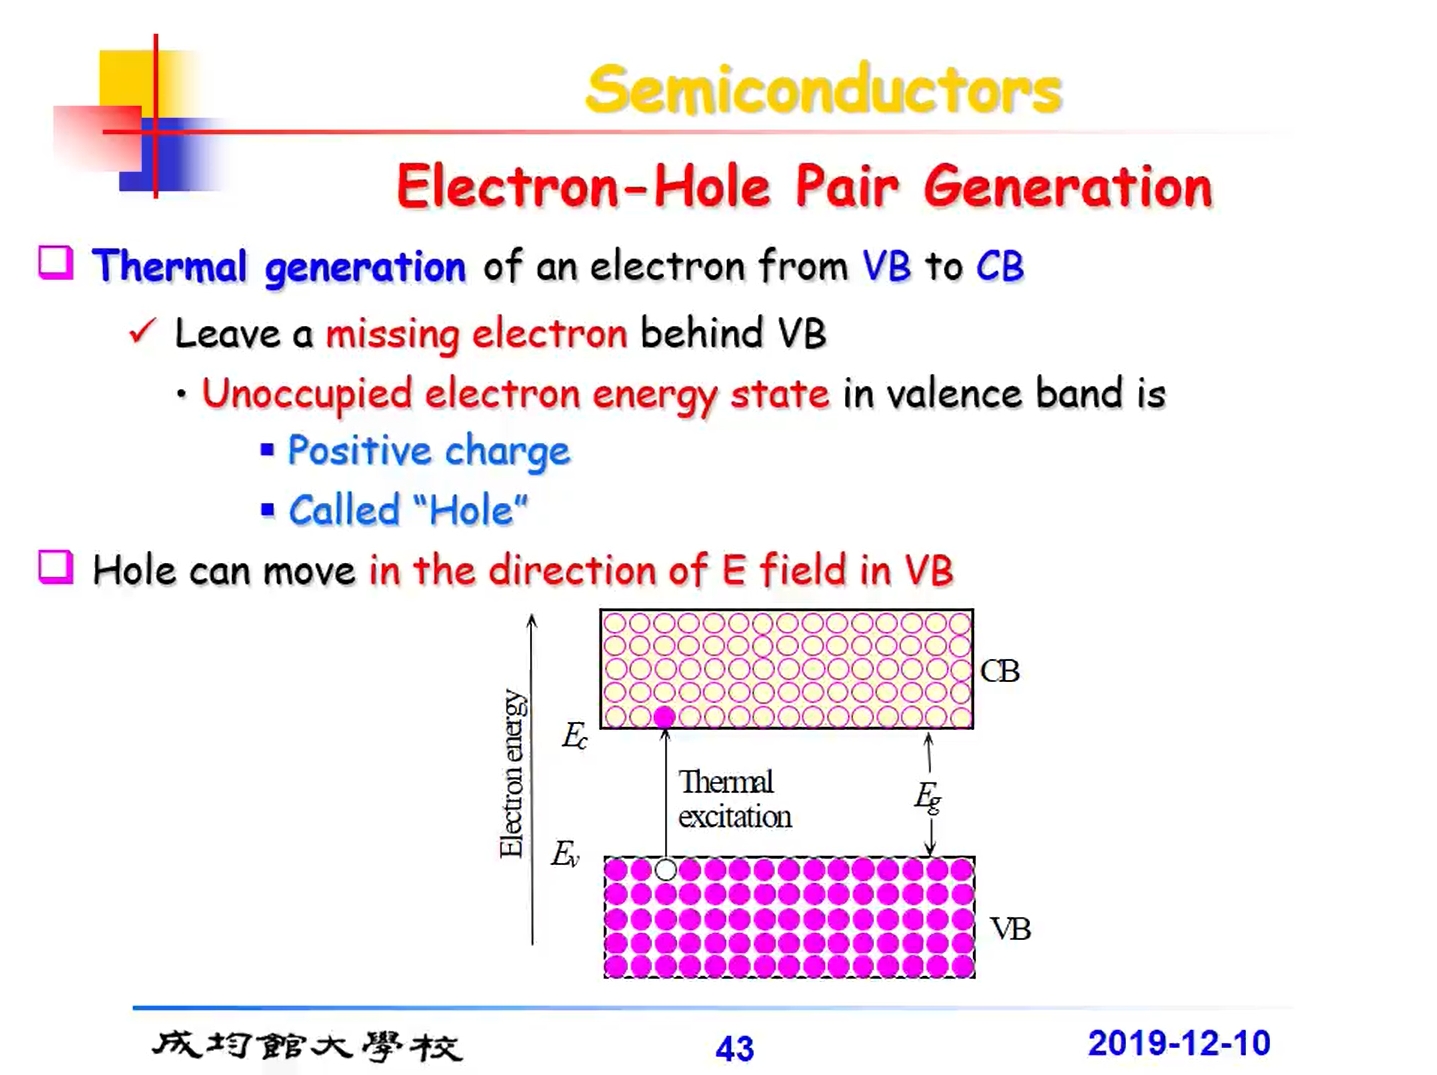 Semiconductors
Electron-Hole Pair Generation
Thermal generation of an electron from VB to CB
Leave a missing electron behind VB
Unoccupied electron energy state in valence band is
Positive charge
Called “Hole”
Hole can move in the direction of E field in VB
Electron energy
CB
Ec
Thermal
excitation
Eg
Ev
VB
成均館大學校
43
2019-12-10